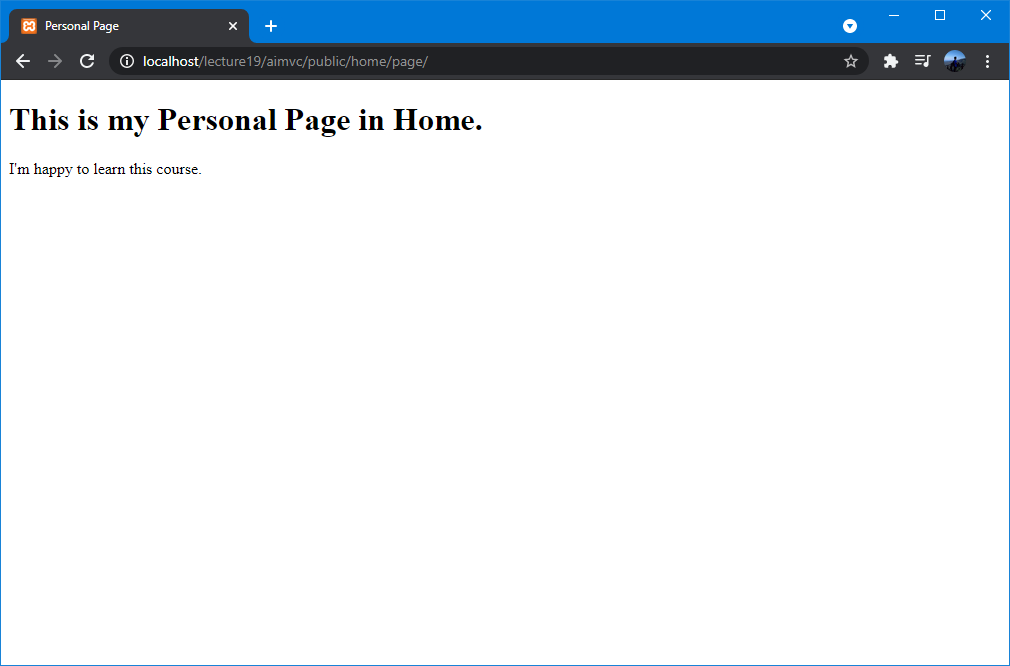 Personal Page
localhost/lecture19/aimvc/public/home/page/
This is my Personal Page in Home.
I'm happy to learn this course.